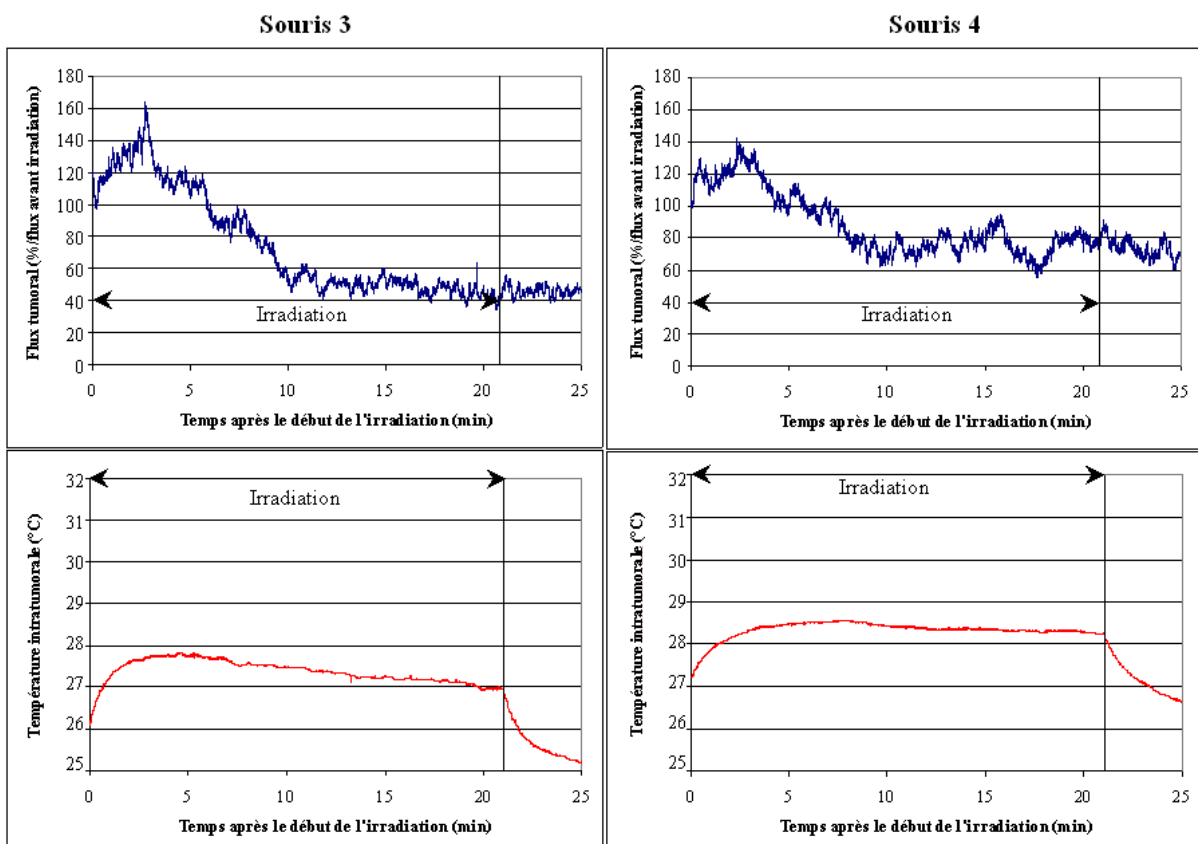 Souris 3
Souris 4
Flux tumoral (%/flux avant irradiation)
180
160
140
120
100
80
60
40
20
0
Irradiation
0 5 10 15 20 25
Temps après le début de l'irradiation (min)
Flux tumoral (%/flux avant irradiation)
180
160
140
120
100
80
60
40
20
0
Irradiation
0 5 10 15 20 25
Temps après le début de l'irradiation (min)
Température intratumorale (°C)
32
31
30
29
28
27
26
25
Irradiation
0 5 10 15 20 25
Temps après le début de l'irradiation (min)
Température intratumorale (°C)
32
31
30
29
28
27
26
25
Irradiation
0 5 10 15 20 25
Temps après le début de l'irradiation (min)